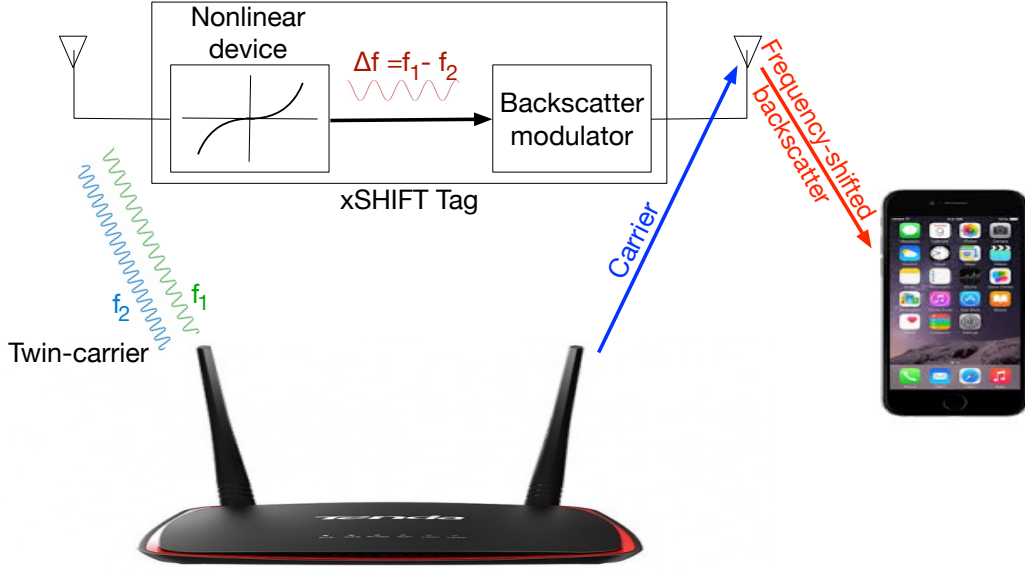 Nonlinear
device
Δf =f₁- f₂
Backscatter
modulator
xSHIFT Tag
Frequency-shifted
backscatter
Carrier
f₁
f₂
Twin-carrier
Tenda